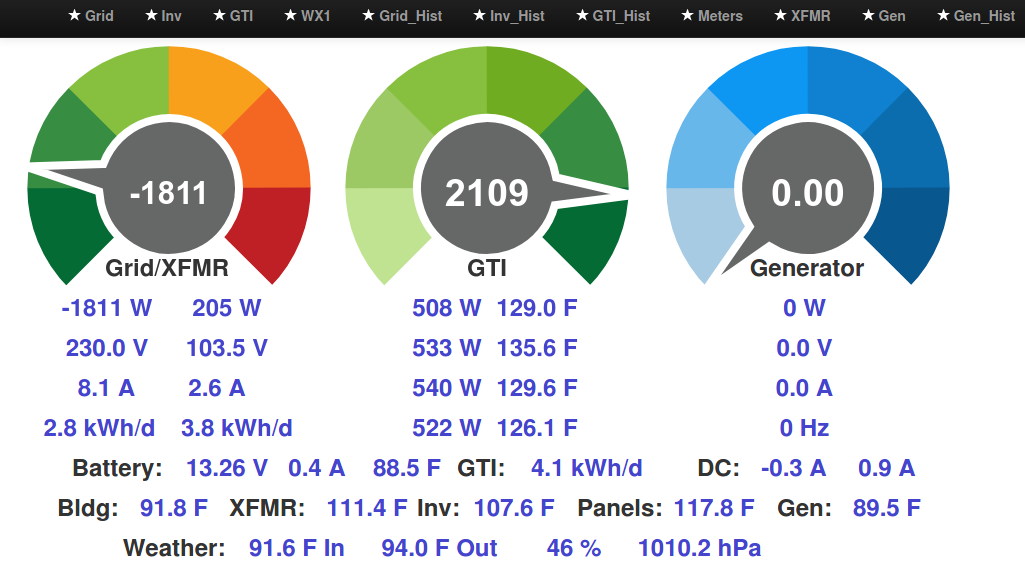 ★ Grid ★ Inv ★ GTI ★ WX1 ★ Grid_Hist ★ Inv_Hist ★ GTI_Hist ★ Meters ★ XFMR ★ Gen ★ Gen_Hist
-1811 2109 0.00
Grid/XFMR GTI Generator
-1811 W 205 W 508 W 129.0 F 0 W
230.0 V 103.5 V 533 W 135.6 F 0.0 V
8.1 A 2.6 A 540 W 129.6 F 0.0 A
2.8 kWh/d 3.8 kWh/d 522 W 126.1 F 0 Hz
Battery: 13.26 V 0.4 A 88.5 F GTI: 4.1 kWh/d DC: -0.3 A 0.9 A
Bldg: 91.8 F XFMR: 111.4 F Inv: 107.6 F Panels: 117.8 F Gen: 89.5 F
Weather: 91.6 F In 94.0 F Out 46 % 1010.2 hPa